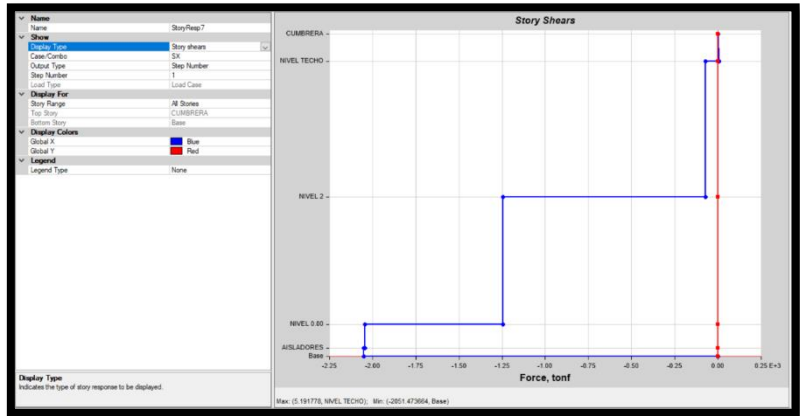 Name
Name StoryResp7
Show
Display Type Story shears
Case/Combo SX
Output Type Step Number
Step Number 1
Load Type Load Case
Display For
Story Range All Stories
Top Story CUMBRERA
Bottom Story Base
Display Colors
Global X Blue
Global Y Red
Legend
Legend Type None
Display Type
Indicates the type of story response to be displayed.
Story Shears
CUMBRERA
NIVEL TECHO
NIVEL 2
NIVEL 0.00
AISLADORES
Base
-2.25 -2.00 -1.75 -1.50 -1.25 -1.00 -0.75 -0.50 -0.25 0.00 0.25 E+3
Force, tonf
Max: (5.191778, NIVEL TECHO); Min: (-2051.473664, Base)